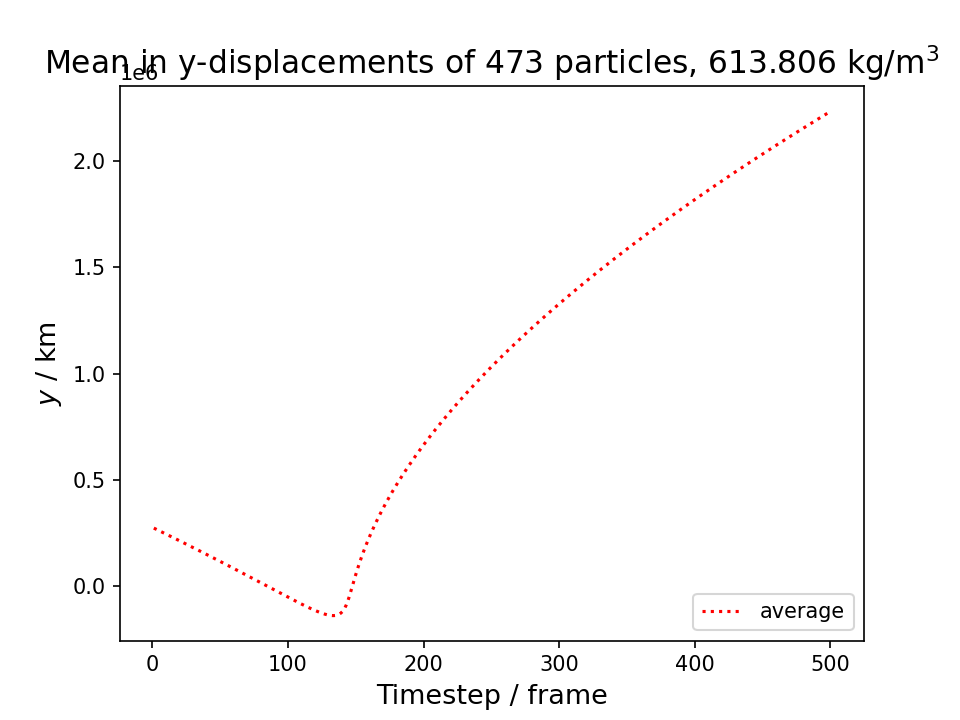 Mean in y-displacements of 473 particles, 613.806 kg/m³
1e6
2.0
1.5
1.0
0.5
0.0
y / km
average
0 100 200 300 400 500
Timestep / frame